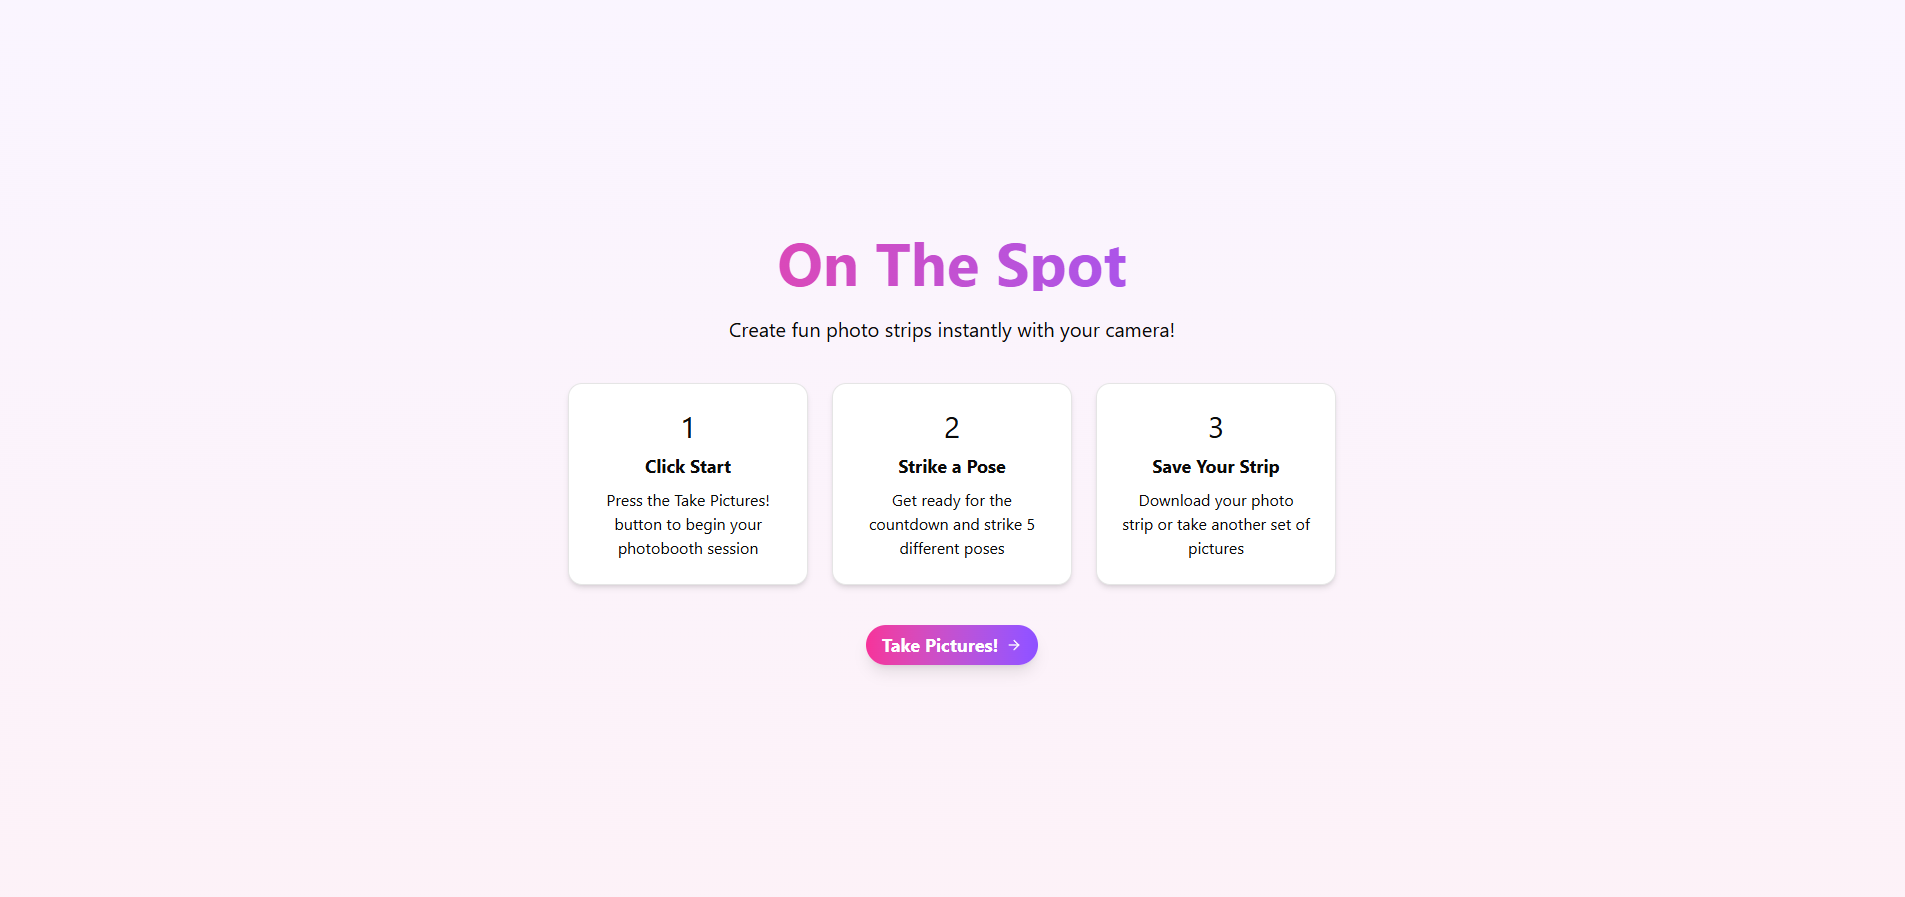 On The Spot
Create fun photo strips instantly with your camera!
1
Click Start
Press the Take Pictures!
button to begin your
photobooth session
2
Strike a Pose
Get ready for the
countdown and strike 5
different poses
3
Save Your Strip
Download your photo
strip or take another set of
pictures
Take Pictures! →